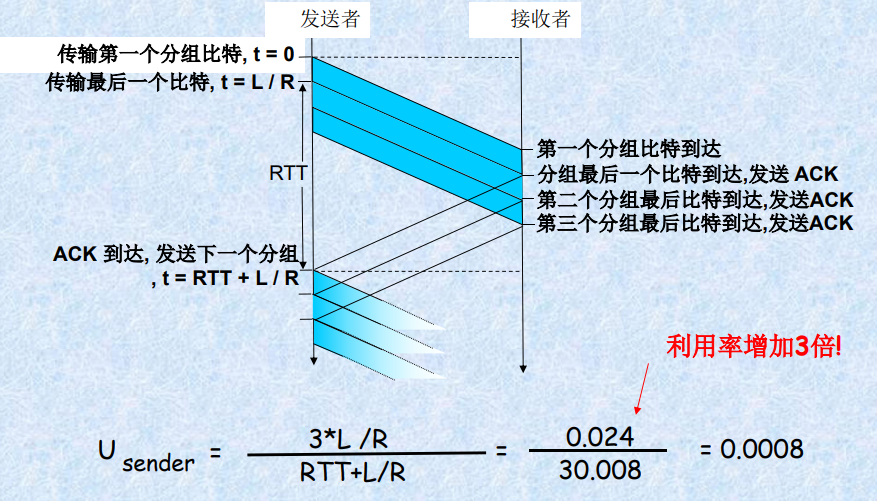 发送者
接收者
传输第一个分组比特, t = 0
传输最后一个比特, t = L / R
第一个分组比特到达
分组最后一个比特到达,发送 ACK
RTT
第二个分组最后比特到达,发送ACK
第三个分组最后比特到达,发送ACK
ACK 到达, 发送下一个分组
, t = RTT + L / R
利用率增加3倍!
U sender = 3*L /R / RTT+L/R = 0.024 / 30.008 = 0.0008